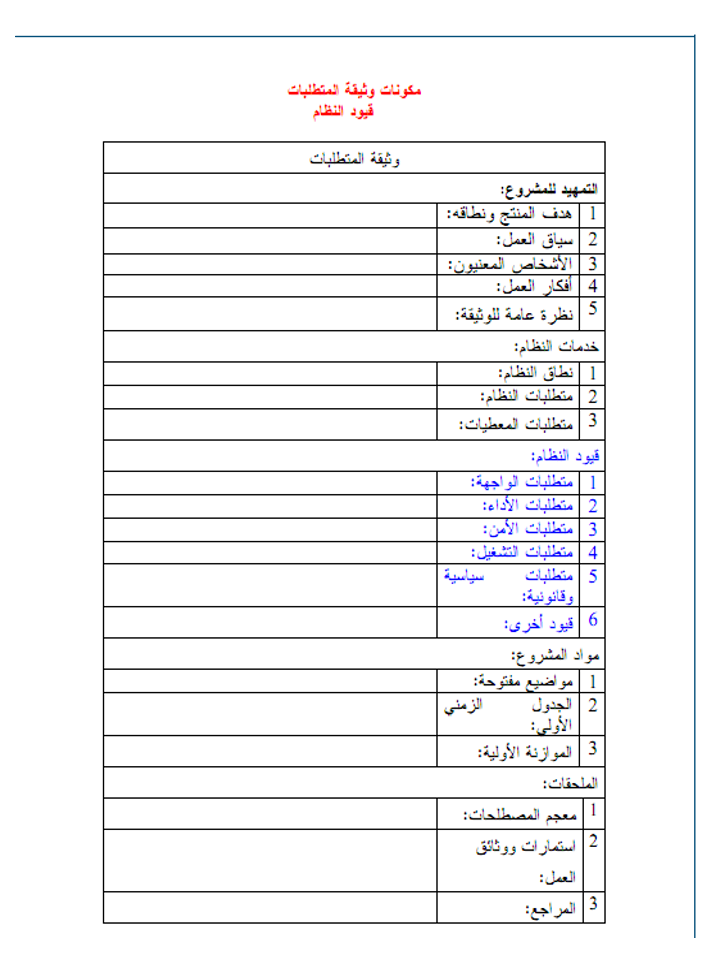 مكونات وثيقة المتطلبات
قيود النظام
وثيقة المتطلبات
التمهيد للمشروع:
1 هدف المنتج ونطاقه:
2 سياق العمل:
3 الأشخاص المعنيون:
4 أفكار العمل:
5 نظرة عامة للوثيقة:
خدمات النظام:
1 نطاق النظام:
2 متطلبات النظام:
3 متطلبات المعطيات:
قيود النظام:
1 متطلبات الواجهة:
2 متطلبات الأداء:
3 متطلبات الأمن:
4 متطلبات التشغيل:
5 متطلبات سياسية
وقانونية:
6 قيود أخرى:
مواد المشروع:
1 مواضيع مفتوحة:
2 الجدول الزمني
الأولي:
3 الموازنة الأولية:
الملحقات:
1 معجم المصطلحات:
2 استمارات ووثائق
العمل:
3 المراجع: